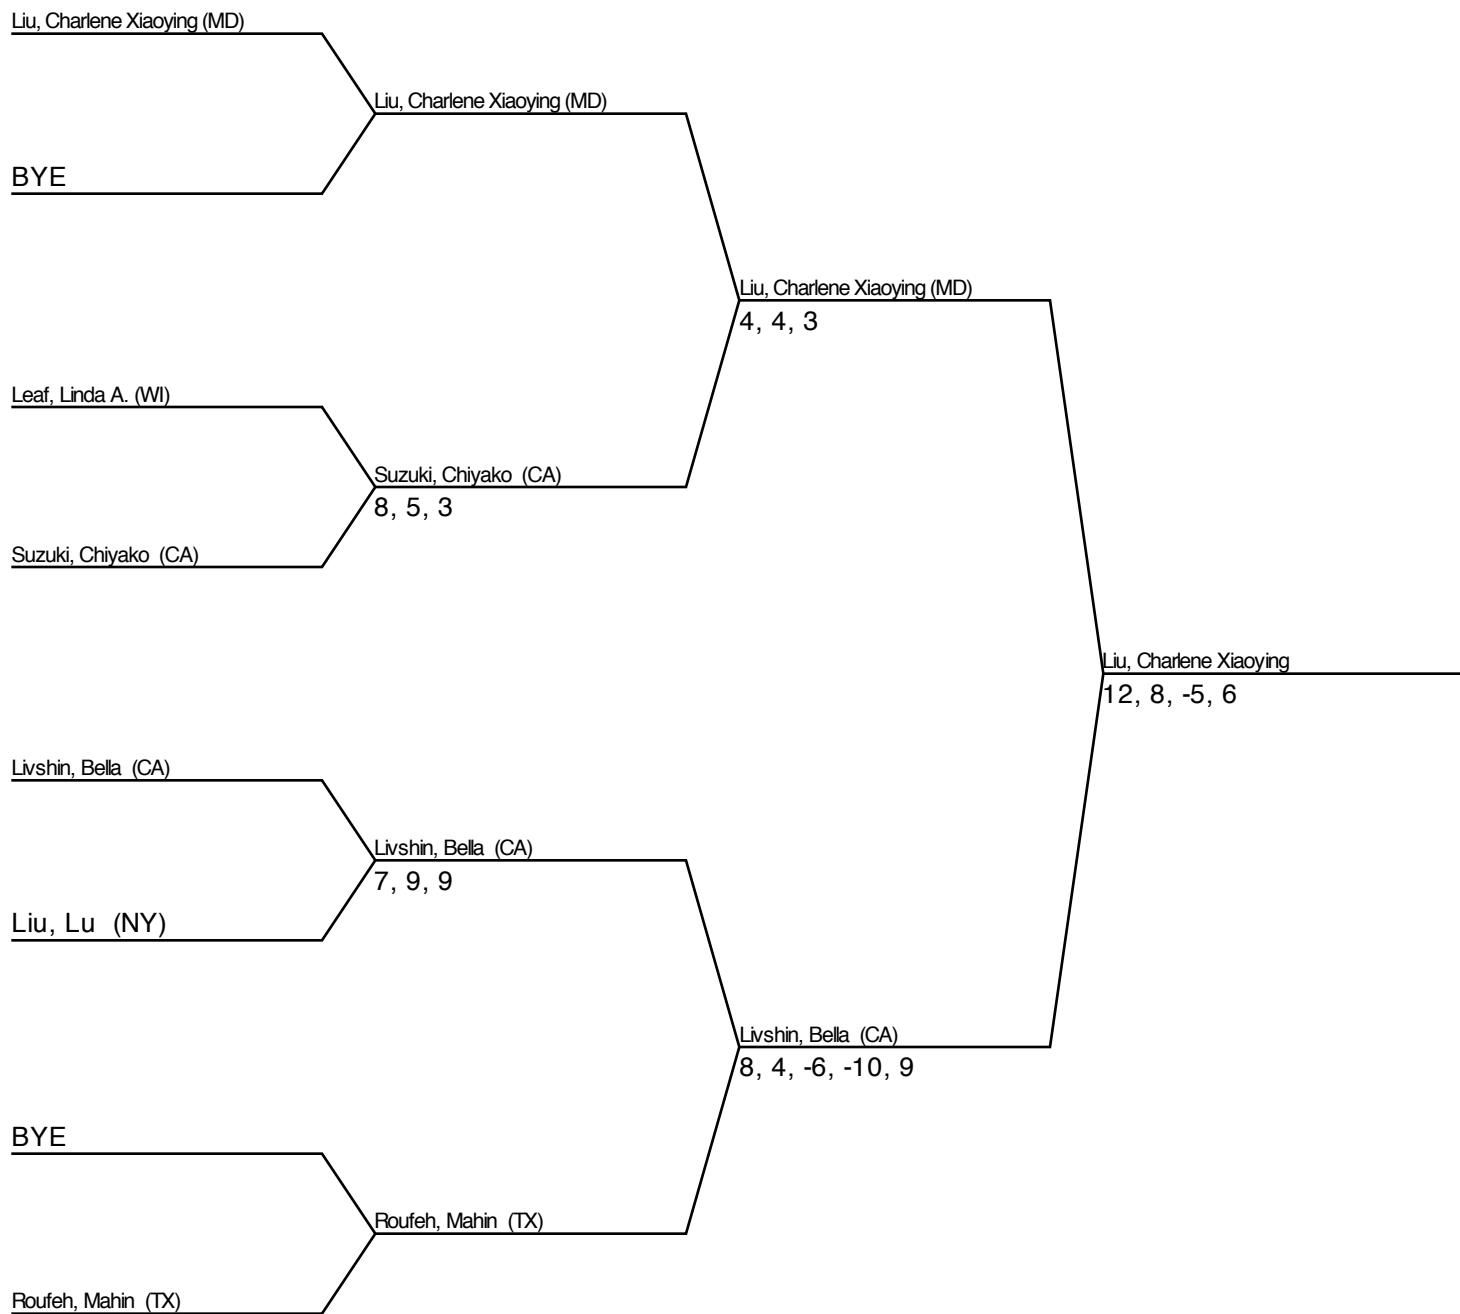 Liu, Charlene Xiaoying (MD)
Liu, Charlene Xiaoying (MD)
BYE
Liu, Charlene Xiaoying (MD)
4, 4, 3
Leaf, Linda A. (WI)
Suzuki, Chiyako (CA)
8, 5, 3
Suzuki, Chiyako (CA)
Liu, Charlene Xiaoying
12, 8, -5, 6
Livshin, Bella (CA)
Livshin, Bella (CA)
7, 9, 9
Liu, Lu (NY)
Livshin, Bella (CA)
8, 4, -6, -10, 9
BYE
Roufeh, Mahin (TX)
Roufeh, Mahin (TX)